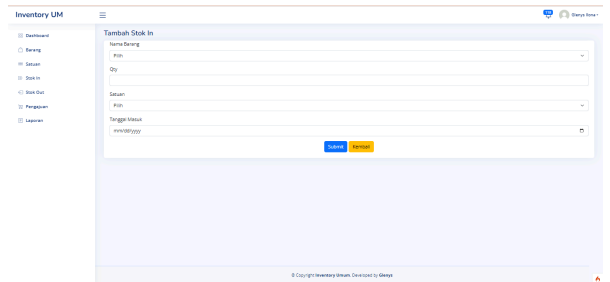 Inventory UM
Glenys Ilona
Dashboard
Barang
Satuan
Stok In
Stok Out
Pengajuan
Laporan
Tambah Stok In
Nama Barang
Pilih
Qty
Satuan
Pilih
Tanggal Masuk
mm/dd/yyyy
Submit Kembali
© Copyright Inventory Umum. Developed by Glenys